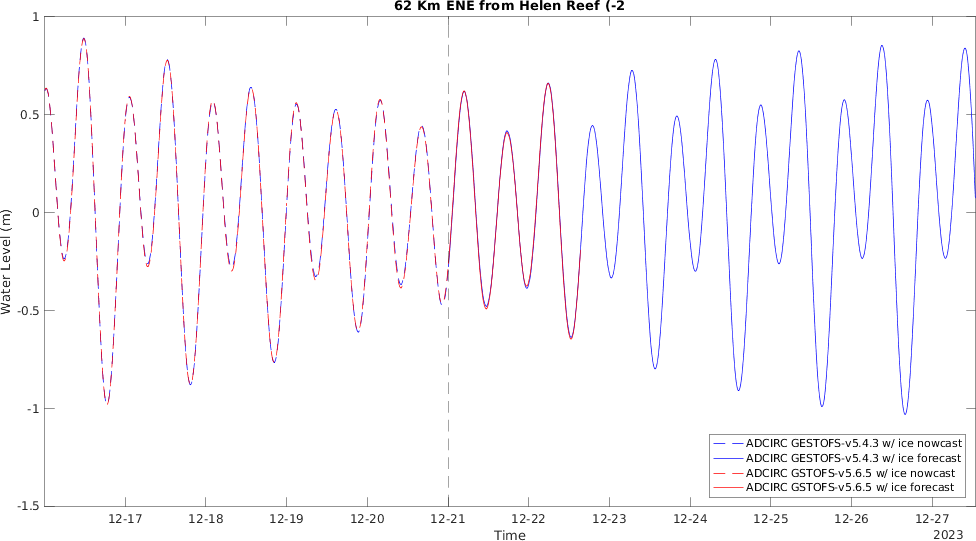 62 Km ENE from Helen Reef (-2
1
0.5
0
-0.5
-1
-1.5
Water Level (m)
12-17 12-18 12-19 12-20 12-21 12-22 12-23 12-24 12-25 12-26 12-27
Time
2023
ADCIRC GESTOFS-v5.4.3 w/ ice nowcast
ADCIRC GESTOFS-v5.4.3 w/ ice forecast
ADCIRC GSTOFS-v5.6.5 w/ ice nowcast
ADCIRC GSTOFS-v5.6.5 w/ ice forecast